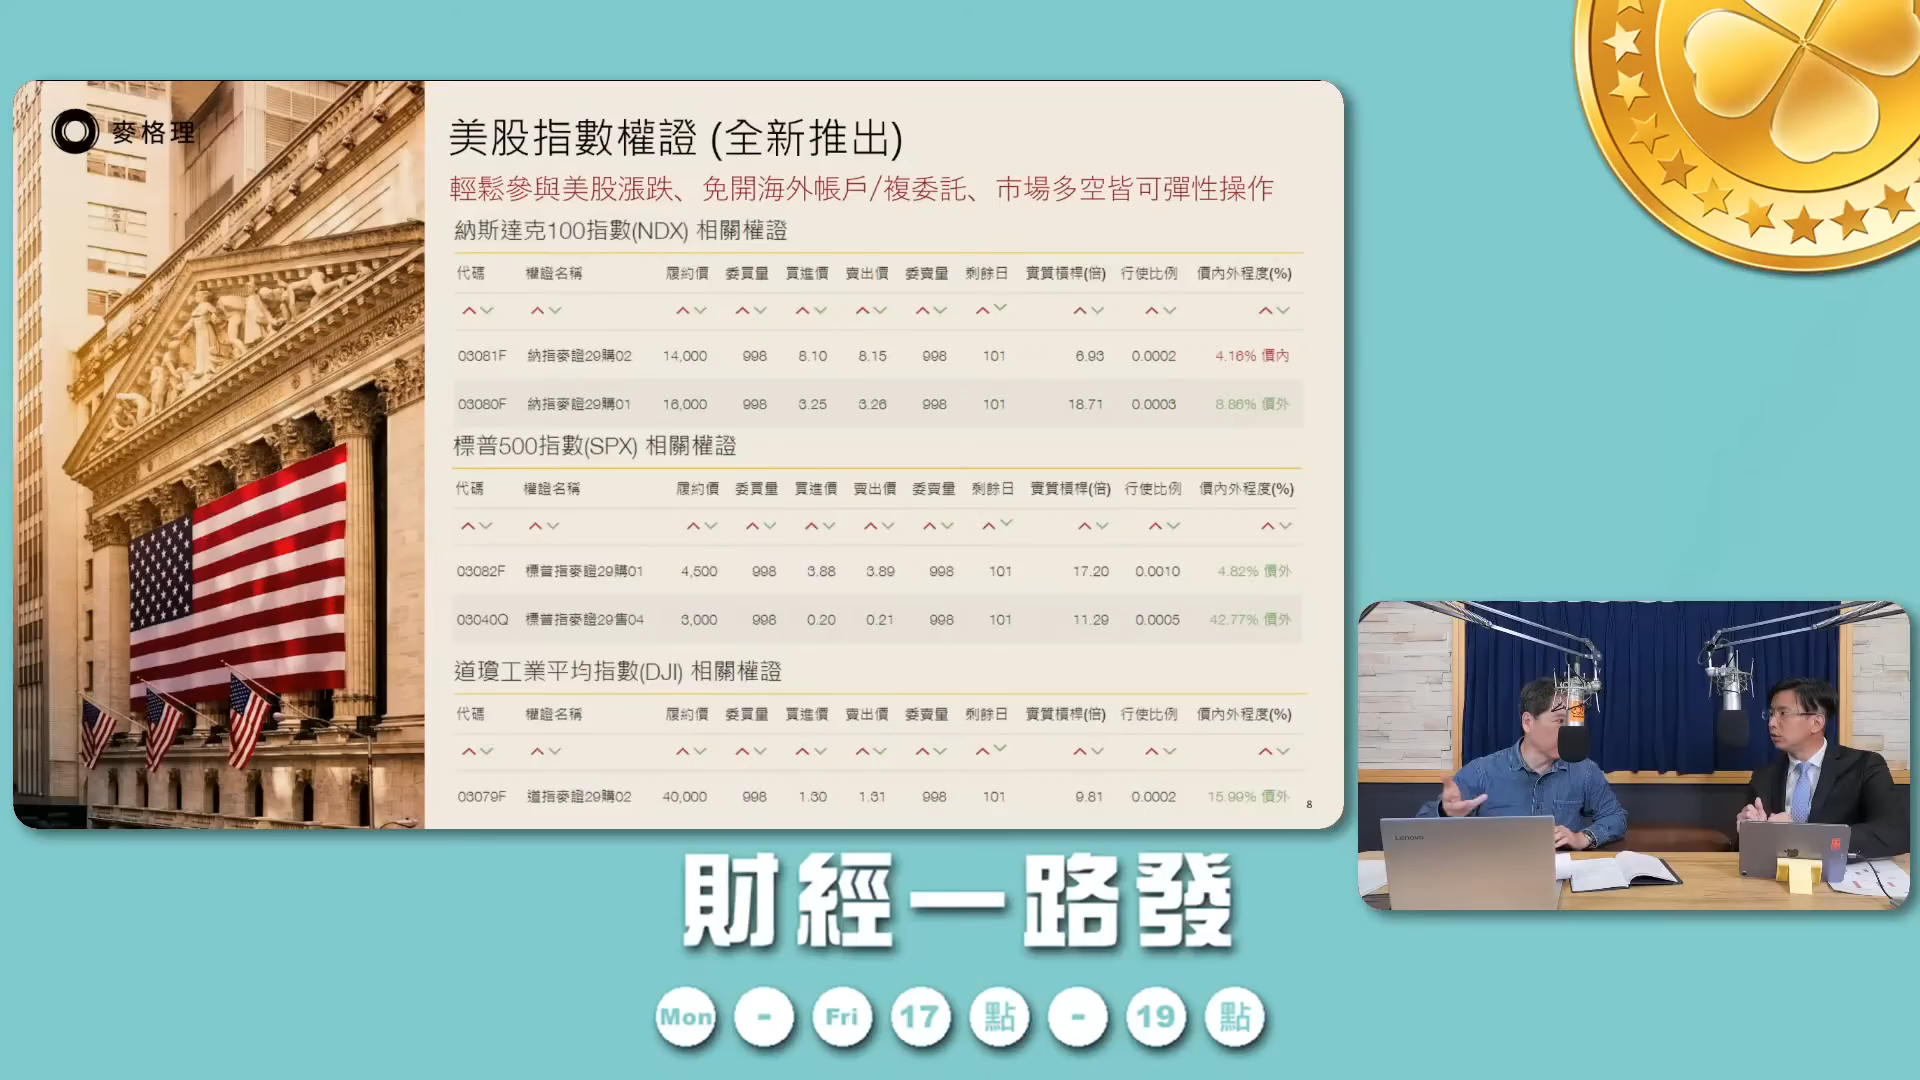 麥格理
美股指數權證 (全新推出)
輕鬆參與美股漲跌、免開海外帳戶/複委託、市場多空皆可彈性操作
納斯達克100指數(NDX) 相關權證
代碼 權證名稱 履約價 委買量 買進價 賣出價 委賣量 剩餘日 實質槓桿(倍) 行使比例 價內外程度(%)
03081F 納指麥證29購02 14,000 998 8.10 8.15 998 101 6.93 0.0002 4.16% 價內
03080F 納指麥證29購01 16,000 998 3.25 3.26 998 101 18.71 0.0003 8.86% 價外
標普500指數(SPX) 相關權證
代碼 權證名稱 履約價 委買量 買進價 賣出價 委賣量 剩餘日 實質槓桿(倍) 行使比例 價內外程度(%)
03082F 標普指麥證29購01 4,500 998 3.88 3.89 998 101 17.20 0.0010 4.82% 價外
03040Q 標普指麥證29售04 3,000 998 0.20 0.21 998 101 11.29 0.0005 42.77% 價外
道瓊工業平均指數(DJI) 相關權證
代碼 權證名稱 履約價 委買量 買進價 賣出價 委賣量 剩餘日 實質槓桿(倍) 行使比例 價內外程度(%)
03079F 道指麥證29購02 40,000 998 1.30 1.31 998 101 9.81 0.0002 15.99% 價外
8
Lenovo
財經一路發
Mon - Fri 17 點 - 19 點